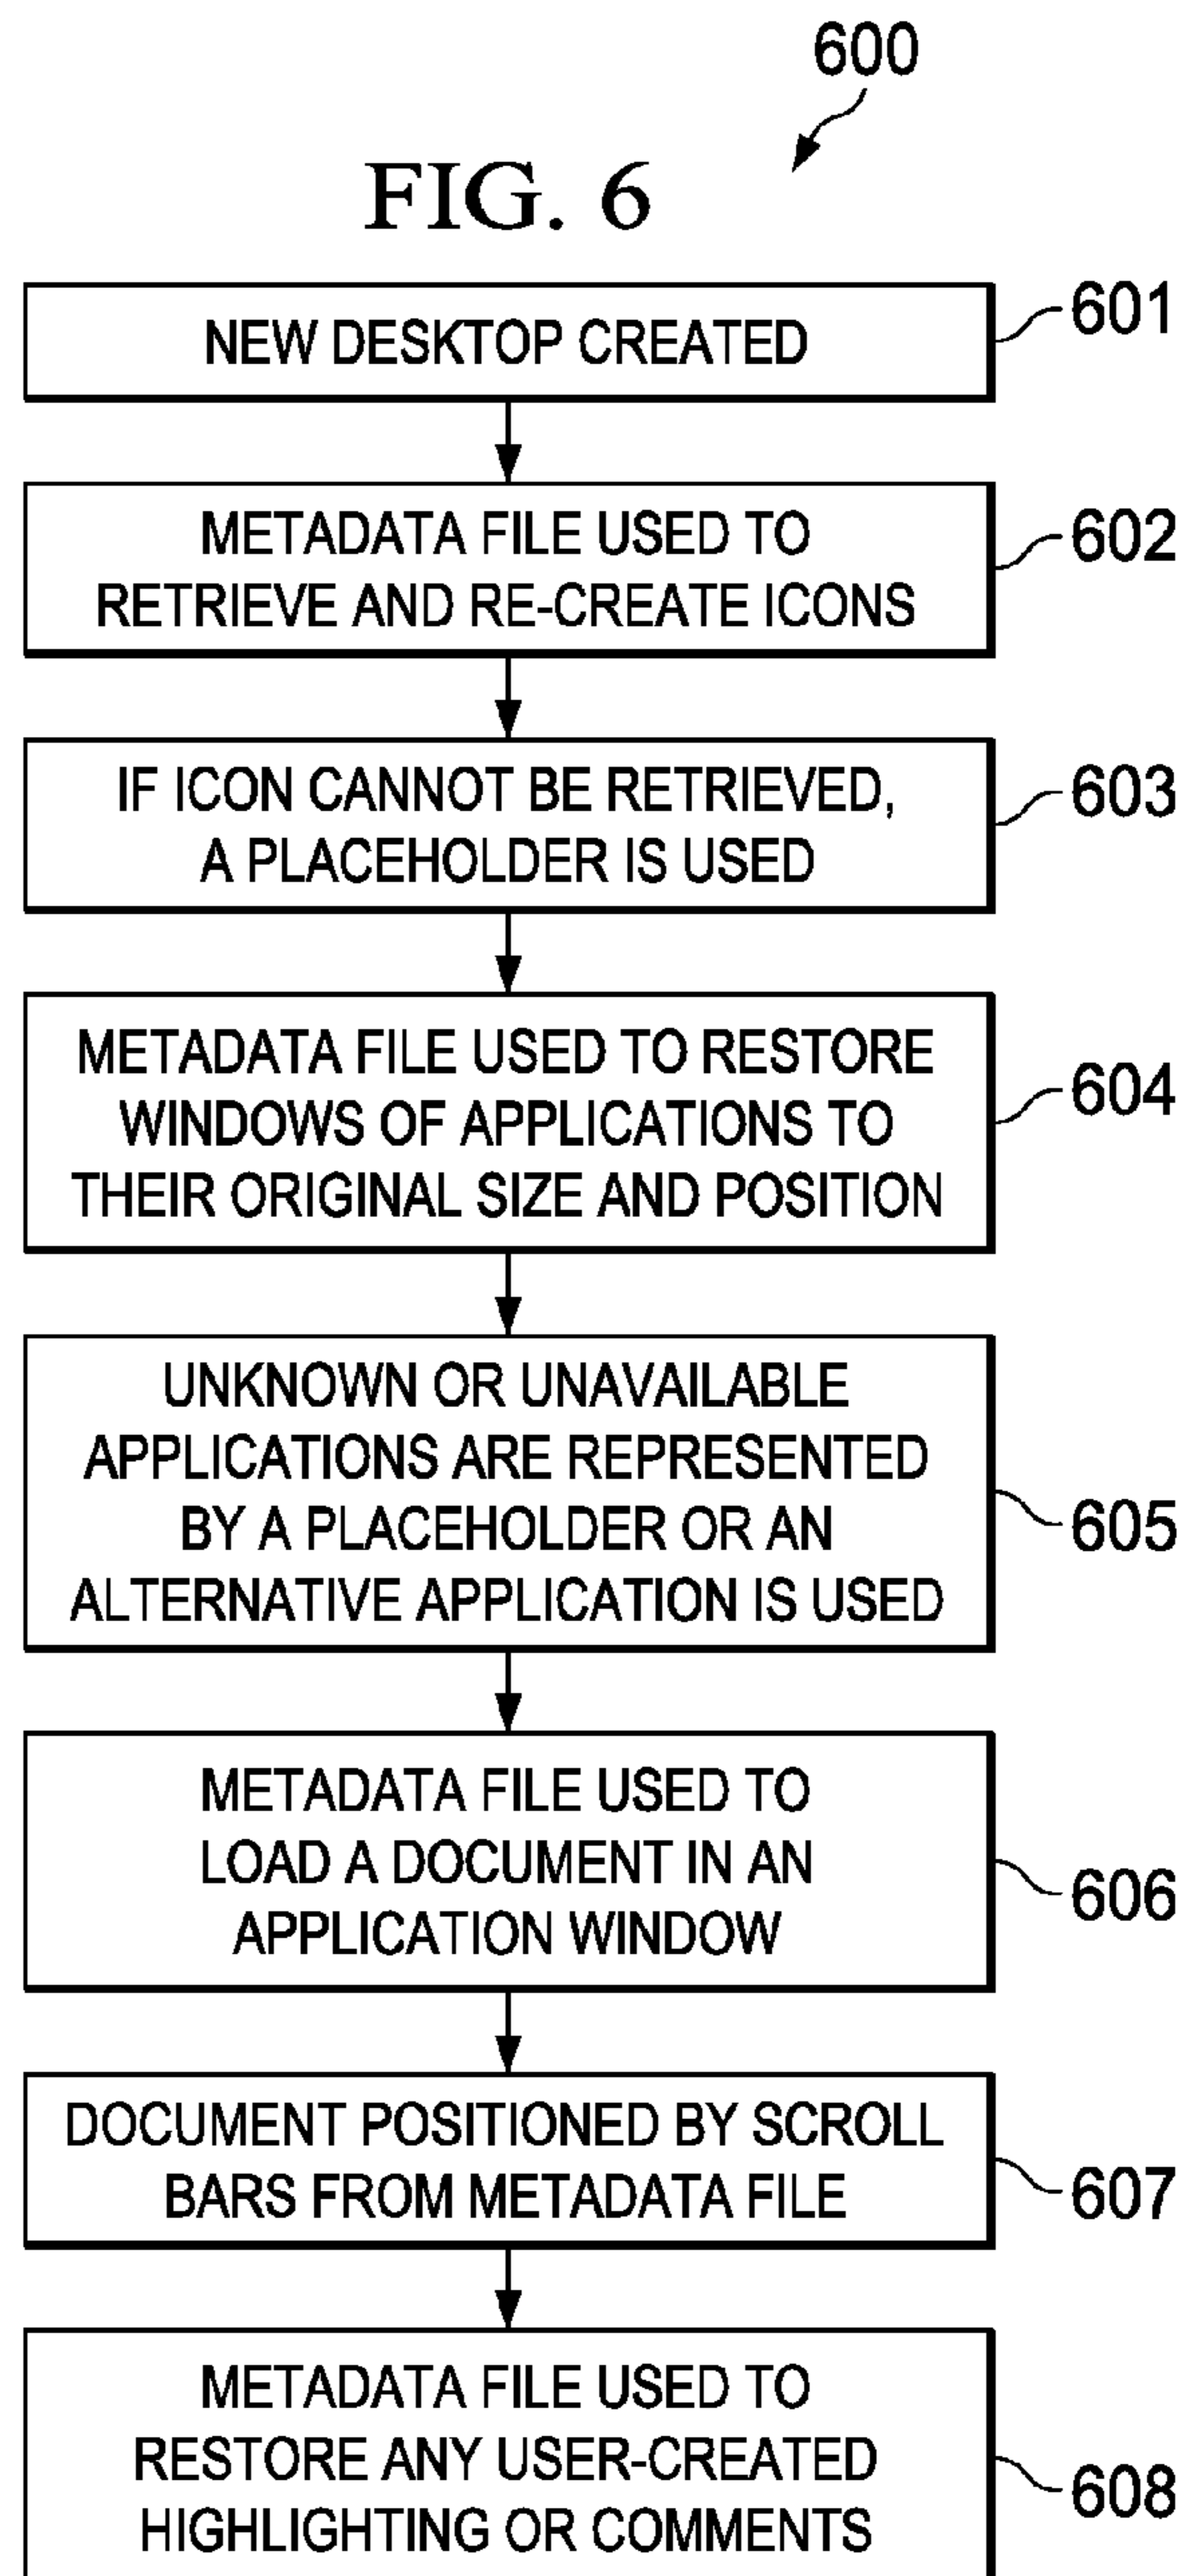 600
FIG. 6
NEW DESKTOP CREATED
601
METADATA FILE USED TO
RETRIEVE AND RE-CREATE ICONS
602
IF ICON CANNOT BE RETRIEVED,
A PLACEHOLDER IS USED
603
METADATA FILE USED TO RESTORE
WINDOWS OF APPLICATIONS TO
THEIR ORIGINAL SIZE AND POSITION
604
UNKNOWN OR UNAVAILABLE
APPLICATIONS ARE REPRESENTED
BY A PLACEHOLDER OR AN
ALTERNATIVE APPLICATION IS USED
605
METADATA FILE USED TO
LOAD A DOCUMENT IN AN
APPLICATION WINDOW
606
DOCUMENT POSITIONED BY SCROLL
BARS FROM METADATA FILE
607
METADATA FILE USED TO
RESTORE ANY USER-CREATED
HIGHLIGHTING OR COMMENTS
608